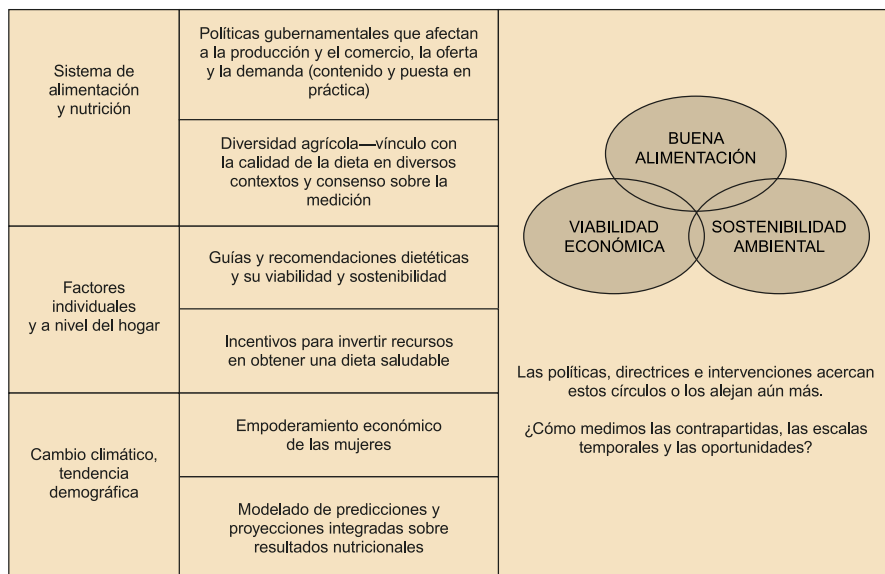 Sistema de
alimentación
y nutrición
Políticas gubernamentales que afectan
a la producción y el comercio, la oferta
y la demanda (contenido y puesta en
práctica)
Diversidad agrícola—vínculo con
la calidad de la dieta en diversos
contextos y consenso sobre la
medición
Factores
individuales
y a nivel del hogar
Guías y recomendaciones dietéticas
y su viabilidad y sostenibilidad
Incentivos para invertir recursos
en obtener una dieta saludable
Cambio climático,
tendencia
demográfica
Empoderamiento económico
de las mujeres
Modelado de predicciones y
proyecciones integradas sobre
resultados nutricionales
BUENA
ALIMENTACIÓN
VIABILIDAD
ECONÓMICA
SOSTENIBILIDAD
AMBIENTAL
Las políticas, directrices e intervenciones acercan
estos círculos o los alejan aún más.
¿Cómo medimos las contrapartidas, las escalas
temporales y las oportunidades?